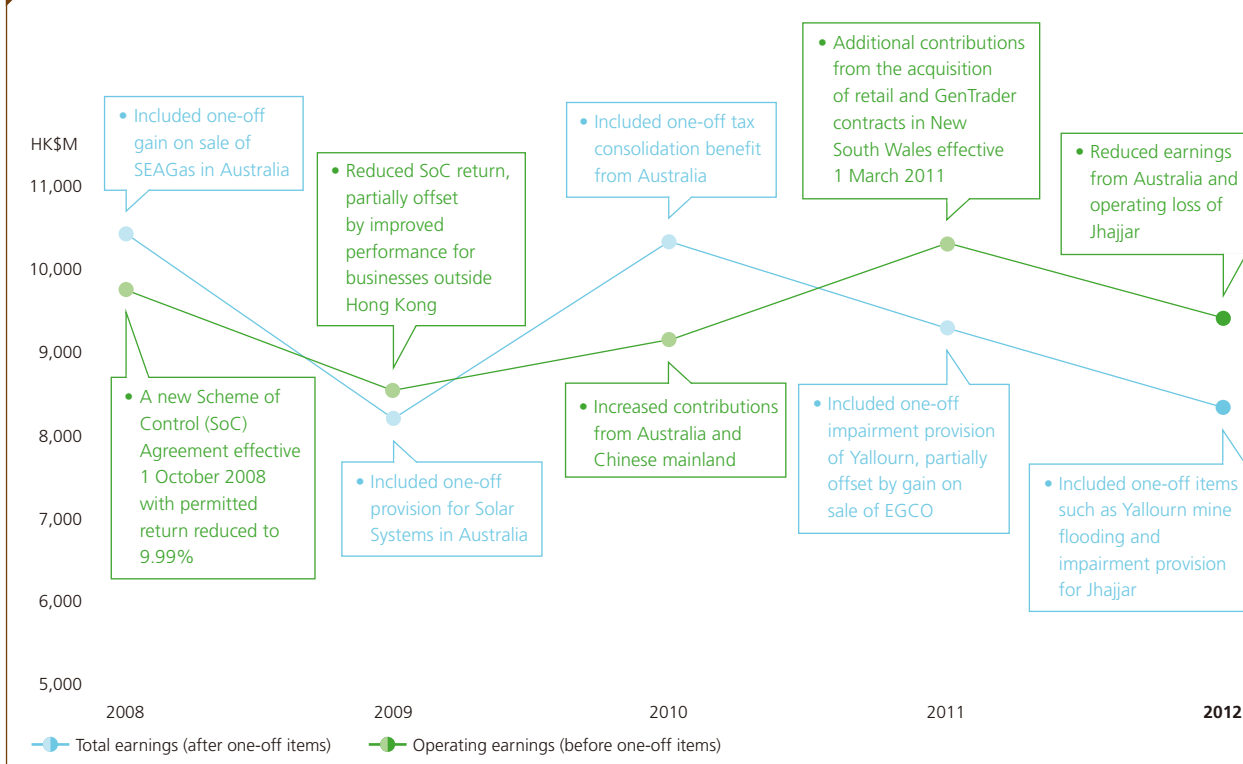 • Additional contributions
from the acquisition
of retail and GenTrader
contracts in New
South Wales effective
1 March 2011
• Included one-off
gain on sale of
SEAGas in Australia
• Included one-off tax
consolidation benefit
from Australia
• Reduced earnings
from Australia and
operating loss of
Jhajjar
• Reduced SoC return,
partially offset
by improved
performance for
businesses outside
Hong Kong
HK$M
11,000
10,000
9,000
8,000
7,000
6,000
5,000
• A new Scheme of
Control (SoC)
Agreement effective
1 October 2008
with permitted
return reduced to
9.99%
• Included one-off
provision for Solar
Systems in Australia
• Increased contributions
from Australia and
Chinese mainland
• Included one-off
impairment provision
of Yallourn, partially
offset by gain on
sale of EGCO
• Included one-off items
such as Yallourn mine
flooding and
impairment provision
for Jhajjar
2008 2009 2010 2011 2012
Total earnings (after one-off items) Operating earnings (before one-off items)